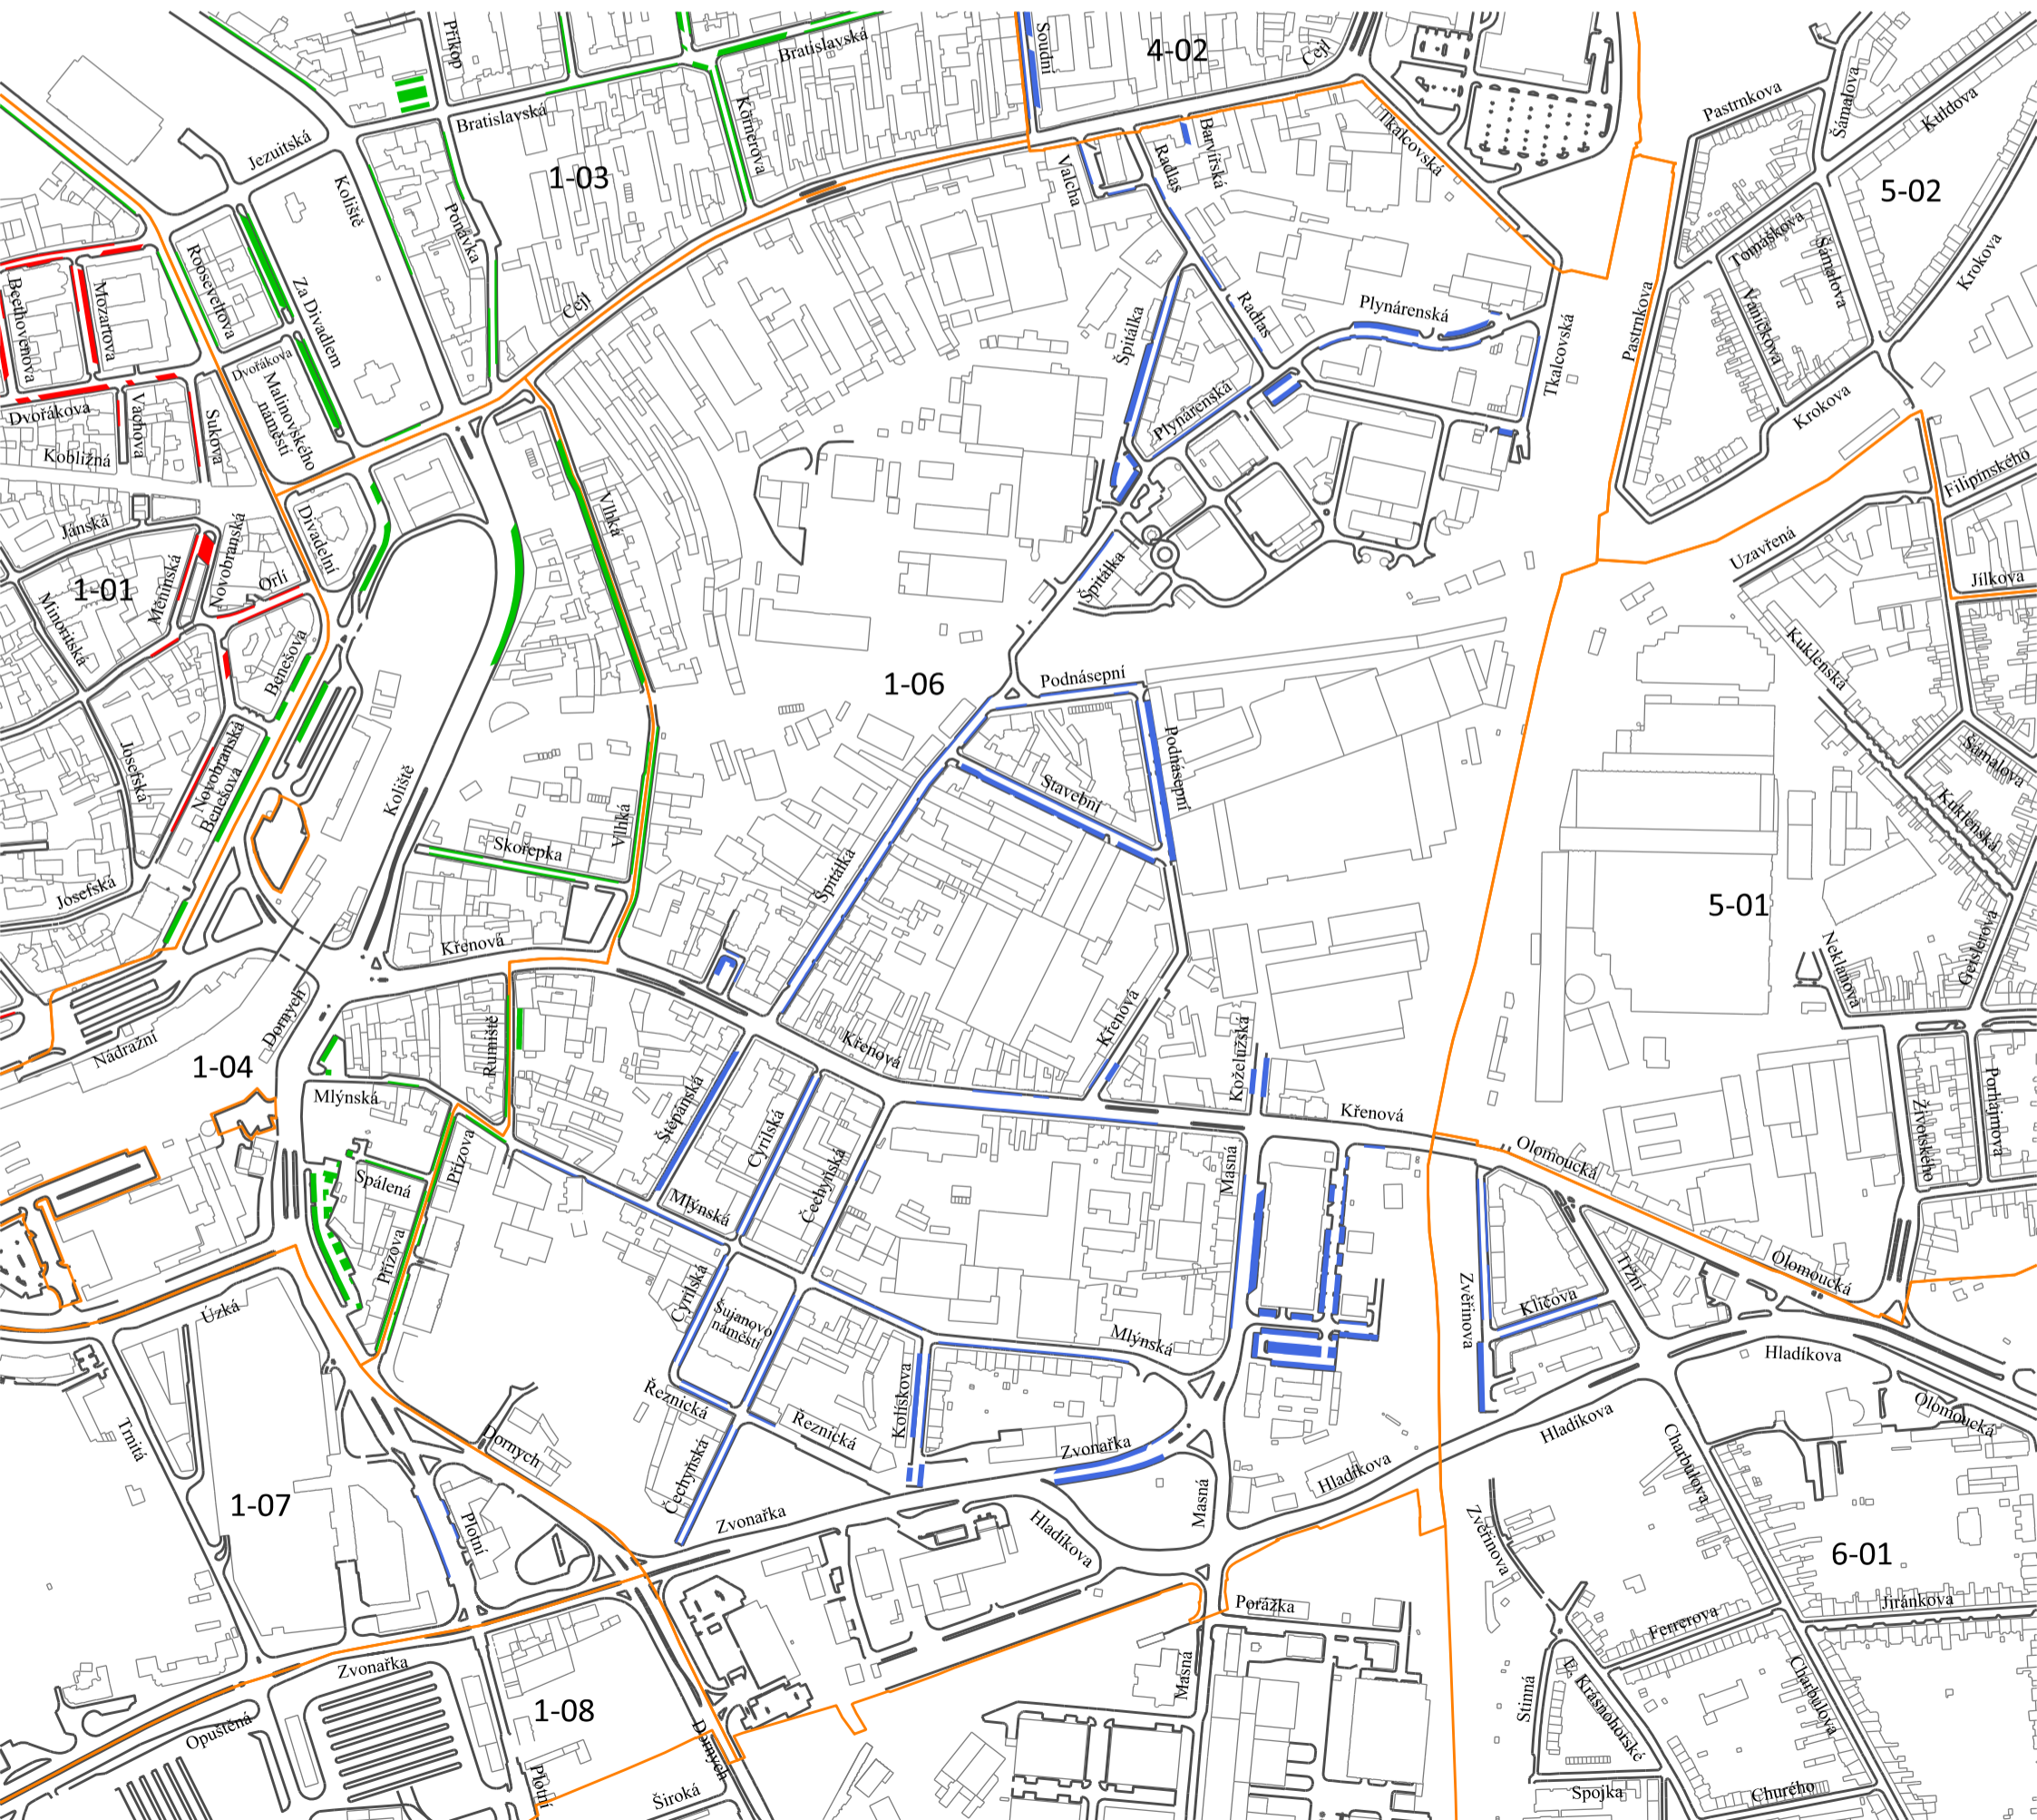 Příkop
Bratislavská
Soudní
4-02
Cejl
Pastrnkova
Šámalova
Kuldova
Jezuitská
Bratislavská
Körnerova
Koliště
1-03
Valcha
Radlas
Barvířská
Tkalcovská
5-02
Ponávka
Tomáškova
Šámalova
Krokova
Rooseveltova
Beethovenova
Mozartova
Za Divadlem
Cejl
Špitálka
Radlas
Plynárenská
Tkalcovská
Pastrnkova
Vaníčkova
Dvořákova
Malinovského
náměstí
Dvořákova
Vachova
Sukova
Plynárenská
Krokova
Kobližná
Filipínského
Jánská
Novobranská
Divadelní
Vlhká
Uzavřená
1-01
Měnínská
Orlí
Špitálka
Jílkova
Minoritská
Benešova
1-06
Podnásepní
Kuklenská
Josefská
Novobranská
Benešova
Koliště
Podnásepní
Stavební
Šámalova
Kuklenská
Vlhká
Skořepka
Špitálka
Josefská
5-01
Křenová
Neklanova
Geislerova
Dornych
Nádražní
1-04
Rumiště
Křenová
Křenová
Koželužská
Mlýnská
Štěpánská
Cyrilská
Křenová
Olomoucká
Životského
Porhajmova
Přízova
Spálená
Čechyňská
Mlýnská
Masná
Přízova
Cyrilská
Šujanovo
náměstí
Zvěřinova
Tržní
Klíčova
Olomoucká
Úzká
Mlýnská
Hladíkova
Trnitá
Řeznická
Řeznická
Kolískova
Olomoucká
Dornych
Čechyňská
Zvonařka
Hladíkova
Hladíkova
Charbulova
1-07
Plotní
Zvonařka
Masná
Hladíkova
Zvěřinova
6-01
Porážka
Jiránkova
Ferrerova
Zvonařka
Masná
Stinná
E. Krásnohorské
Charbulova
1-08
Opuštěná
Dornych
Plotní
Široká
Spojka
Churého